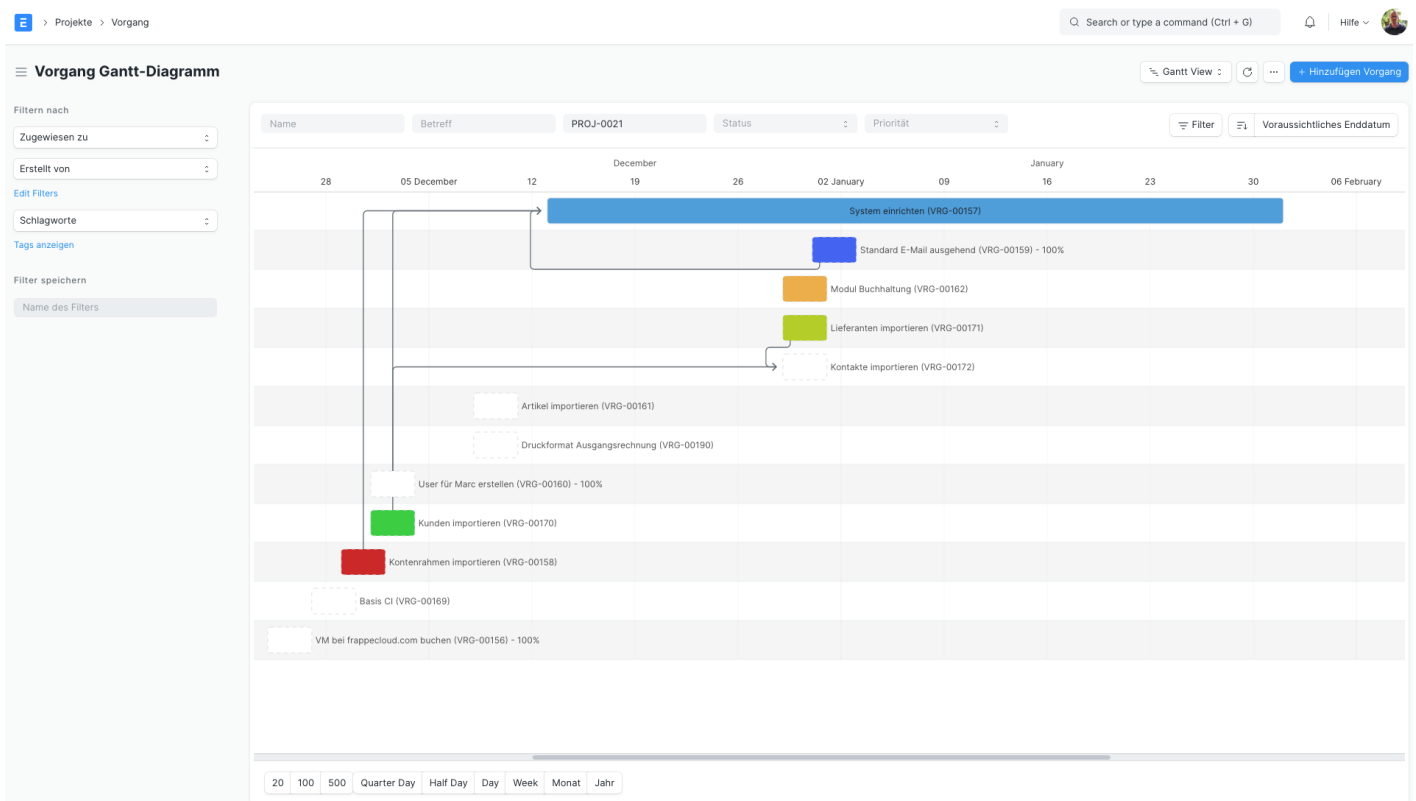 E > Projekte > Vorgang
Search or type a command (Ctrl + G)
Hilfe
Vorgang Gantt-Diagramm
Gantt View
···
+ Hinzufügen Vorgang
Filtern nach
Zugewiesen zu
Erstellt von
Edit Filters
Schlagworte
Tags anzeigen
Filter speichern
Name des Filters
Name
Betreff
PROJ-0021
Status
Priorität
Filter
Voraussichtliches Enddatum
December January
28 05 December 12 19 26 02 January 09 16 23 30 06 February
System einrichten (VRG-00157)
Standard E-Mail ausgehend (VRG-00159) - 100%
Modul Buchhaltung (VRG-00162)
Lieferanten importieren (VRG-00171)
Kontakte importieren (VRG-00172)
Artikel importieren (VRG-00161)
Druckformat Ausgangsrechnung (VRG-00190)
User für Marc erstellen (VRG-00160) - 100%
Kunden importieren (VRG-00170)
Kontenrahmen importieren (VRG-00158)
Basis CI (VRG-00169)
VM bei frappecloud.com buchen (VRG-00156) - 100%
20 100 500 Quarter Day Half Day Day Week Monat Jahr